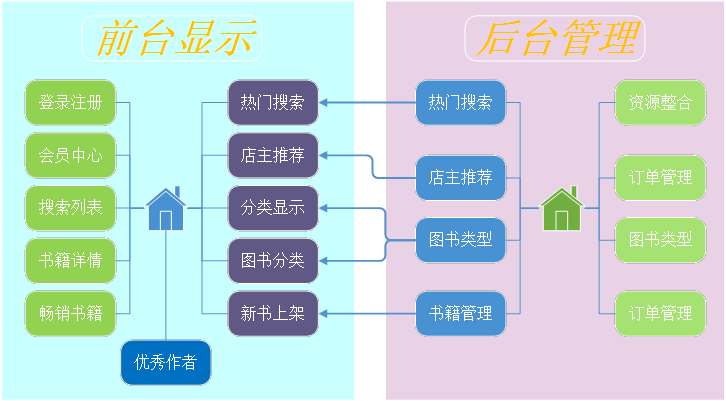 前台显示
后台管理
登录注册
热门搜索
热门搜索
资源整合
会员中心
店主推荐
店主推荐
订单管理
搜索列表
分类显示
图书类型
图书类型
书籍详情
图书分类
畅销书籍
新书上架
书籍管理
订单管理
优秀作者